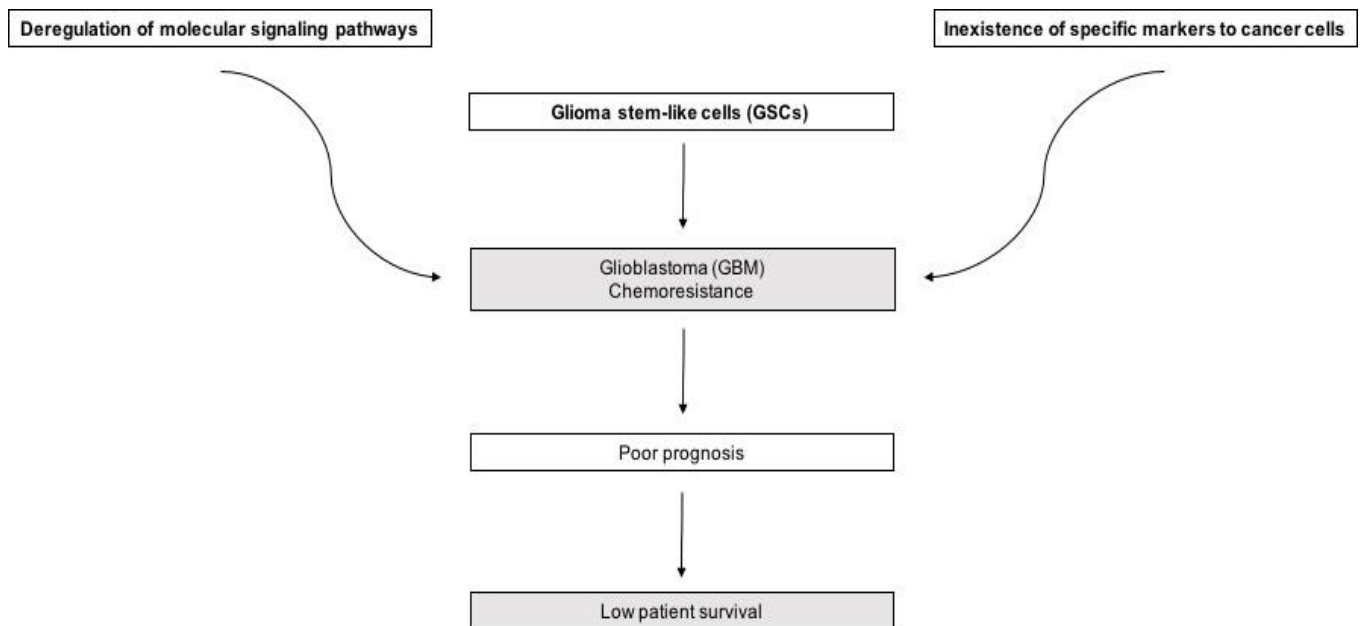 Deregulation of molecular signaling pathways
Inexistence of specific markers to cancer cells
Glioma stem-like cells (GSCs)
Glioblastoma (GBM)
Chemoresistance
Poor prognosis
Low patient survival